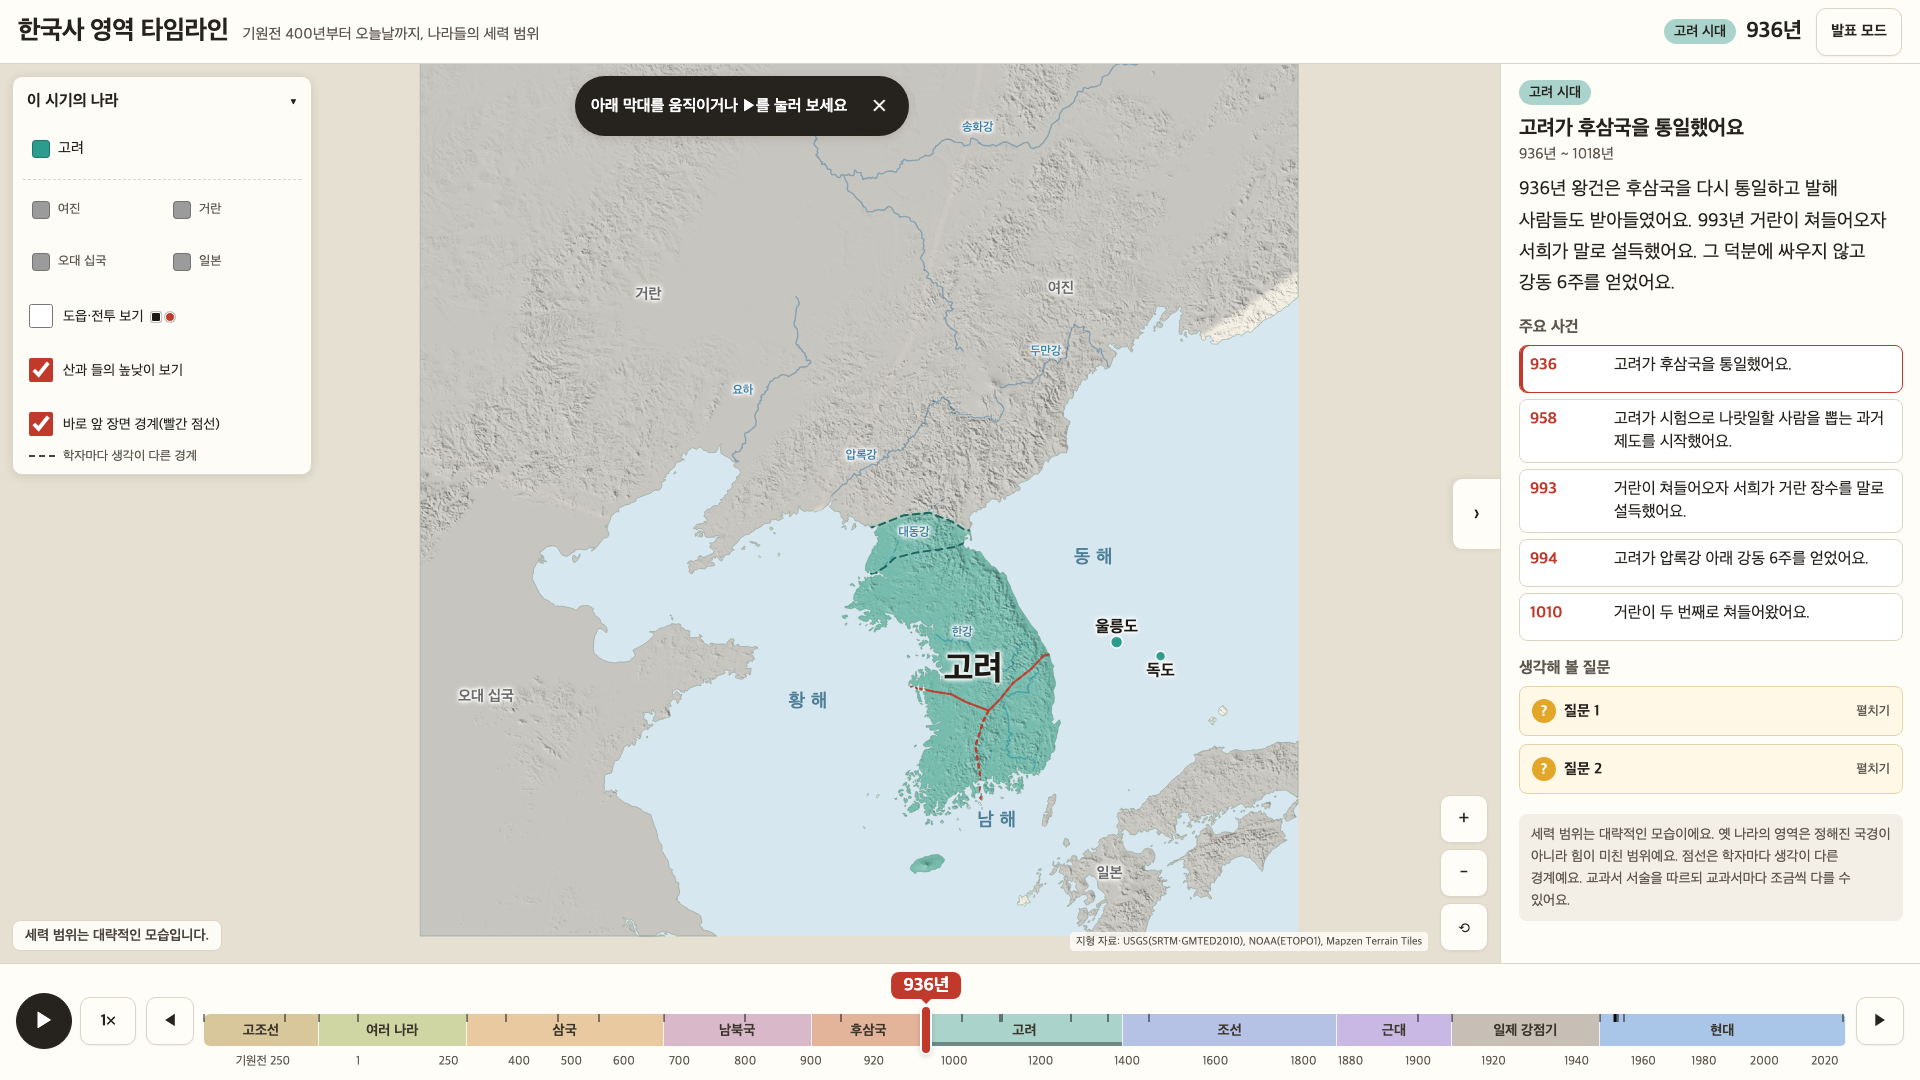 한국사 영역 타임라인
기원전 400년부터 오늘날까지, 나라들의 세력 범위
고려 시대
936년
발표 모드
이 시기의 나라
▼
고려
여진
거란
오대 십국
일본
도읍·전투 보기
산과 들의 높낮이 보기
바로 앞 장면 경계(빨간 점선)
학자마다 생각이 다른 경계
아래 막대를 움직이거나 ▶를 눌러 보세요 ✕
송화강
거란
여진
두만강
요하
압록강
대동강
동 해
한강
울릉도
고려
독도
오대 십국
황 해
남 해
일본
세력 범위는 대략적인 모습입니다.
지형 자료: USGS(SRTM·GMTED2010), NOAA(ETOPO1), Mapzen Terrain Tiles
›
+
−
⟲
고려 시대
고려가 후삼국을 통일했어요
936년 ~ 1018년
936년 왕건은 후삼국을 다시 통일하고 발해
사람들도 받아들였어요. 993년 거란이 쳐들어오자
서희가 말로 설득했어요. 그 덕분에 싸우지 않고
강동 6주를 얻었어요.
주요 사건
936 고려가 후삼국을 통일했어요.
958 고려가 시험으로 나랏일할 사람을 뽑는 과거
제도를 시작했어요.
993 거란이 쳐들어오자 서희가 거란 장수를 말로
설득했어요.
994 고려가 압록강 아래 강동 6주를 얻었어요.
1010 거란이 두 번째로 쳐들어왔어요.
생각해 볼 질문
? 질문 1 펼치기
? 질문 2 펼치기
세력 범위는 대략적인 모습이에요. 옛 나라의 영역은 정해진 국경이
아니라 힘이 미친 범위예요. 점선은 학자마다 생각이 다른
경계예요. 교과서 서술을 따르되 교과서마다 조금씩 다를 수
있어요.
936년
▶ 1× ◀
고조선 여러 나라 삼국 남북국 후삼국 고려 조선 근대 일제 강점기 현대
▶
기원전 250 1 250 400 500 600 700 800 900 920 1000 1200 1400 1600 1800 1880 1900 1920 1940 1960 1980 2000 2020